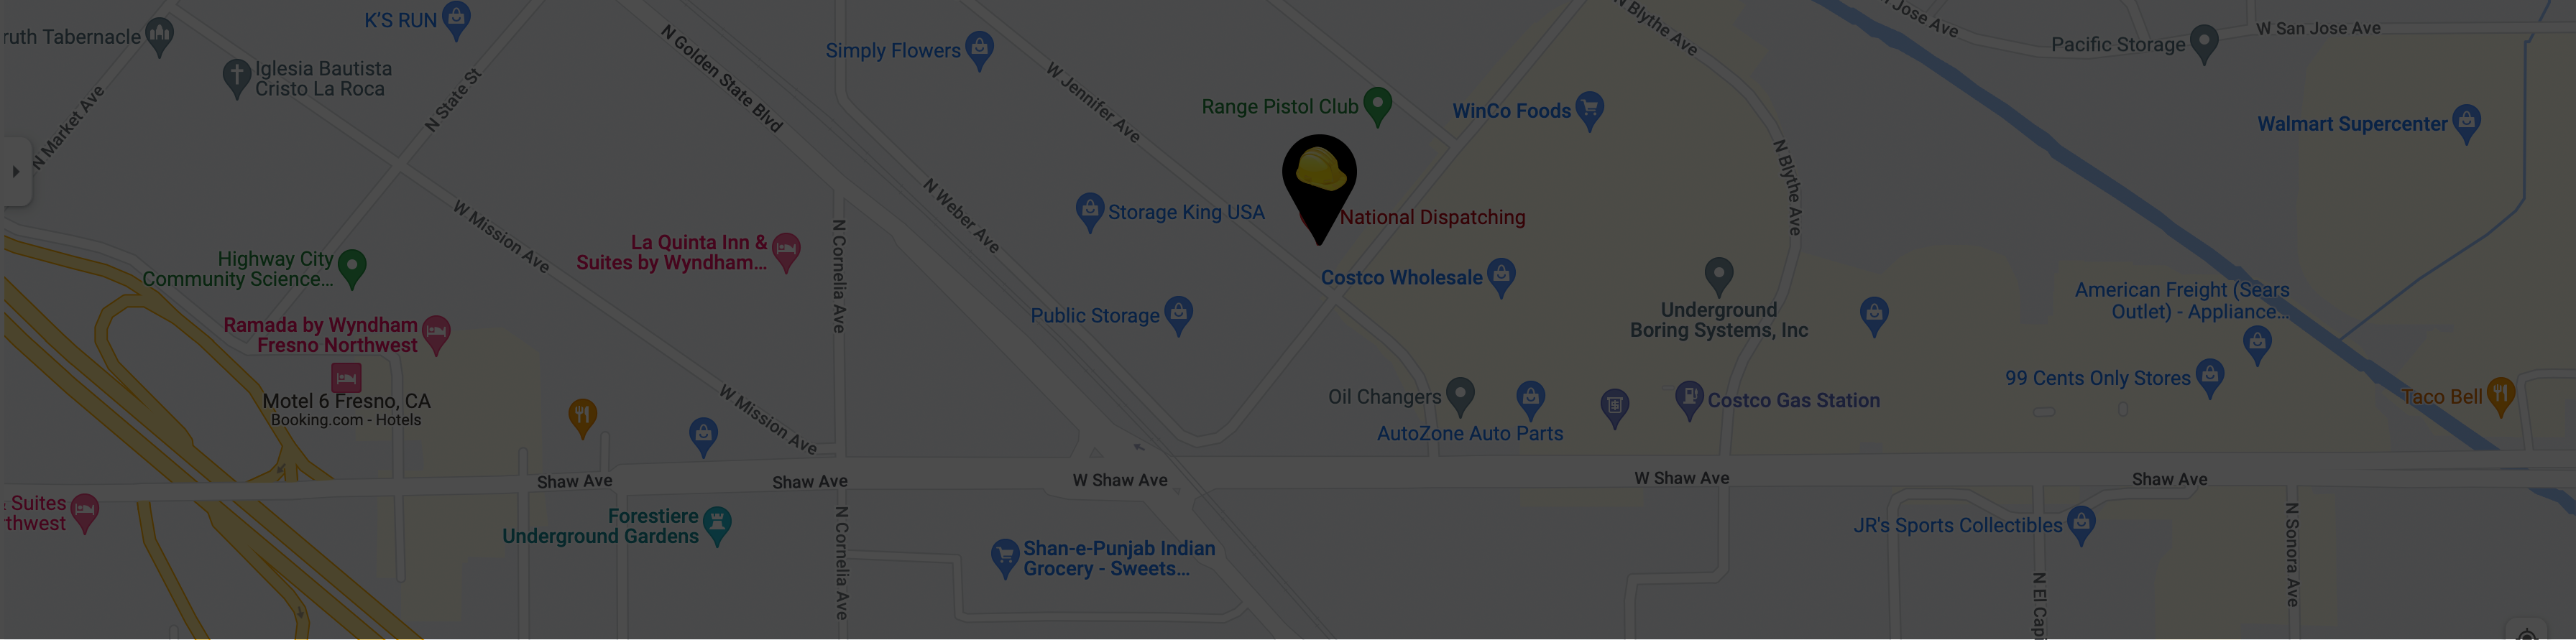 K'S RUN
ruth Tabernacle
Iglesia Bautista
Cristo La Roca
N Market Ave
N State St
N Golden State Blvd
Simply Flowers
W Jennifer Ave
Range Pistol Club
WinCo Foods
N Blythe Ave
Jose Ave
Pacific Storage
W San Jose Ave
Walmart Supercenter
N Blythe Ave
W Mission Ave
La Quinta Inn &
Suites by Wyndham...
N Cornelia Ave
N Weber Ave
Storage King USA
National Dispatching
Highway City
Community Science...
Costco Wholesale
Public Storage
Underground
Boring Systems, Inc
American Freight (Sears
Outlet) - Appliance...
Ramada by Wyndham
Fresno Northwest
Motel 6 Fresno, CA
Booking.com - Hotels
W Mission Ave
Oil Changers
AutoZone Auto Parts
Costco Gas Station
99 Cents Only Stores
Taco Bell
Shaw Ave
Shaw Ave
W Shaw Ave
W Shaw Ave
Shaw Ave
Suites
rthwest
Forestiere
Underground Gardens
N Cornelia Ave
Shan-e-Punjab Indian
Grocery - Sweets...
JR's Sports Collectibles
N El Capi
N Sonora Ave